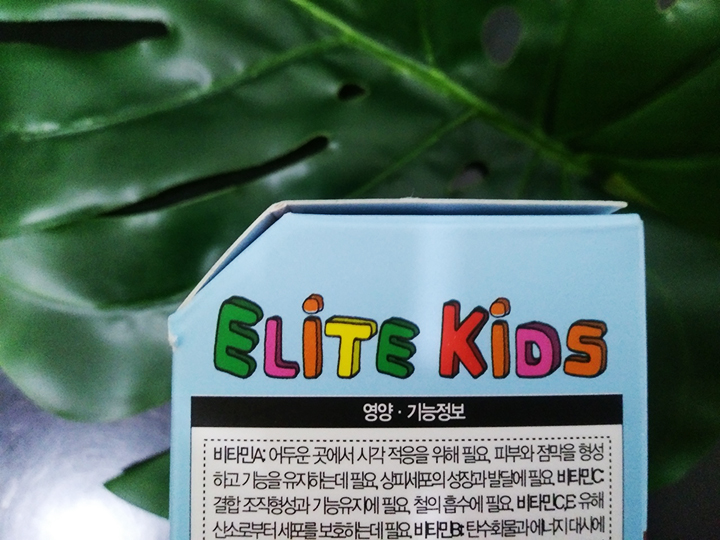 ELiTE KiDS
영양 · 기능정보
비타민A: 어두운 곳에서 시각 적응을 위해 필요, 피부와 점막을 형성
하고 기능을 유지하는데 필요, 상피세포의 성장과 발달에 필요 비타민C:
결합 조직형성과 기능유지에 필요, 철의 흡수에 필요, 비타민C,E: 유해
산소로부터 세포를 보호하는데 필요, 비타민B1: 탄수화물과 에너지 대사에